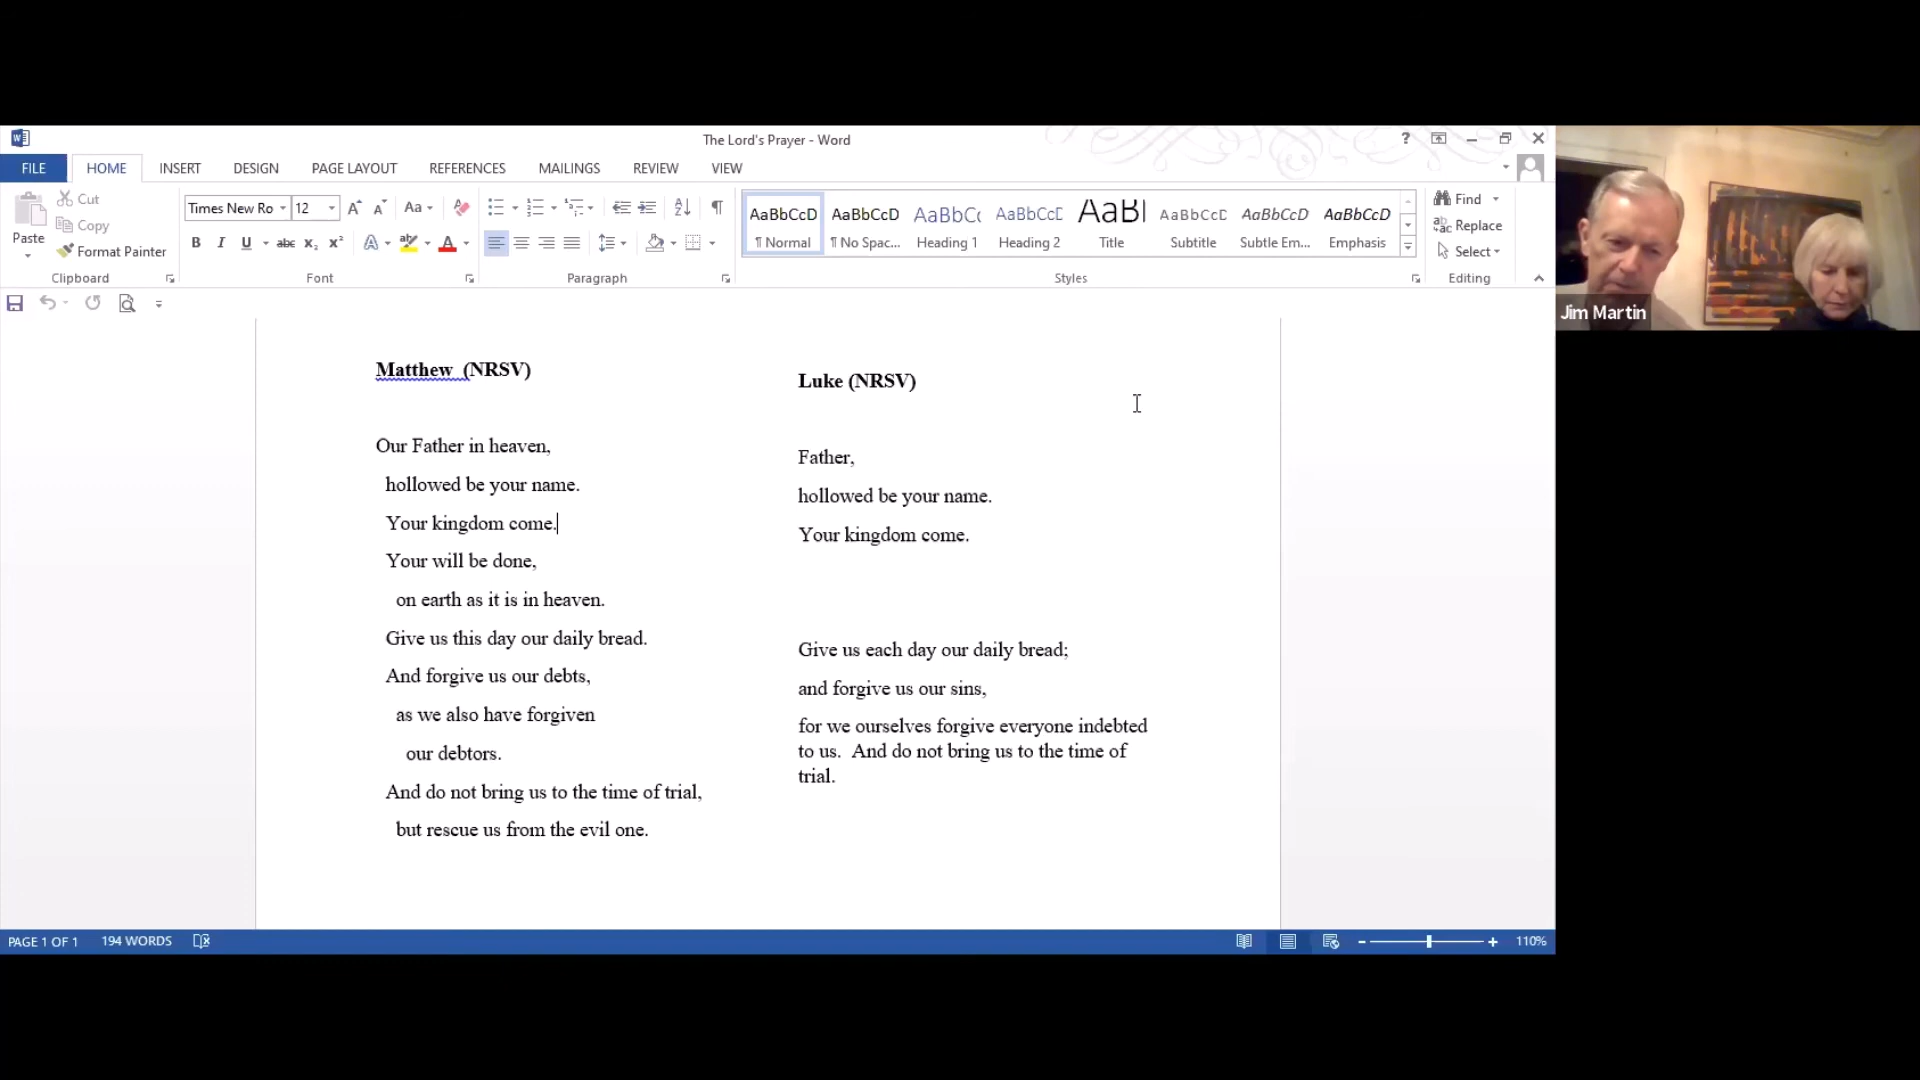 The Lord's Prayer - Word
?
FILE
HOME
INSERT
DESIGN
PAGE LAYOUT
REFERENCES
MAILINGS
REVIEW
VIEW
Paste
Cut
Copy
Format Painter
Clipboard
Times New Ro
12
Aa
B I U abc x₂ x²
A
Font
Paragraph
AaBbCcD
¶ Normal
AaBbCcD
¶ No Spac...
AaBbC
Heading 1
AaBbCcD
Heading 2
AaBl
Title
AaBbCcD
Subtitle
AaBbCcD
Subtle Em...
AaBbCcD
Emphasis
Styles
Find
Replace
Select
Editing
Jim Martin
Matthew  (NRSV)
Our Father in heaven,
hollowed be your name.
Your kingdom come.
Your will be done,
on earth as it is in heaven.
Give us this day our daily bread.
And forgive us our debts,
as we also have forgiven
our debtors.
And do not bring us to the time of trial,
but rescue us from the evil one.
Luke (NRSV)
Father,
hollowed be your name.
Your kingdom come.
Give us each day our daily bread;
and forgive us our sins,
for we ourselves forgive everyone indebted
to us.  And do not bring us to the time of
trial.
PAGE 1 OF 1
194 WORDS
110%